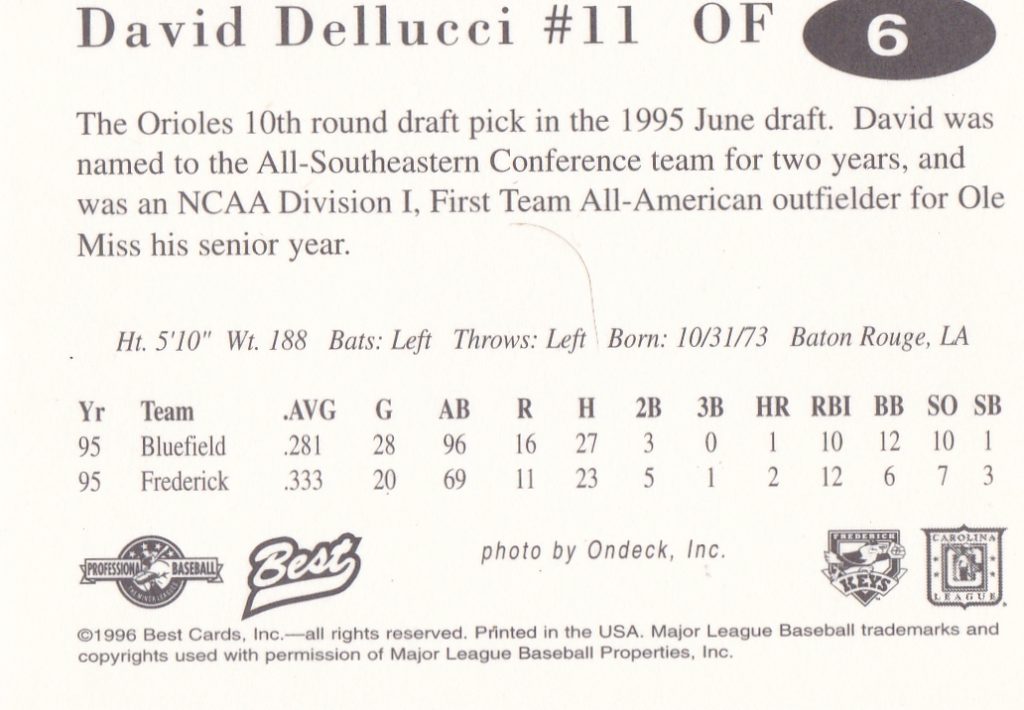 David Dellucci #11 OF 6
The Orioles 10th round draft pick in the 1995 June draft. David was
named to the All-Southeastern Conference team for two years, and
was an NCAA Division I, First Team All-American outfielder for Ole
Miss his senior year.
Ht. 5'10" Wt. 188 Bats: Left Throws: Left Born: 10/31/73 Baton Rouge, LA
Yr Team .AVG G AB R H 2B 3B HR RBI BB SO SB
95 Bluefield .281 28 96 16 27 3 0 1 10 12 10 1
95 Frederick .333 20 69 11 23 5 1 2 12 6 7 3
PROFESSIONAL BASEBALL
THE MINOR LEAGUES
Best
photo by Ondeck, Inc.
FREDERICK
KEYS
CAROLINA
LEAGUE
©1996 Best Cards, Inc.—all rights reserved. Printed in the USA. Major League Baseball trademarks and
copyrights used with permission of Major League Baseball Properties, Inc.